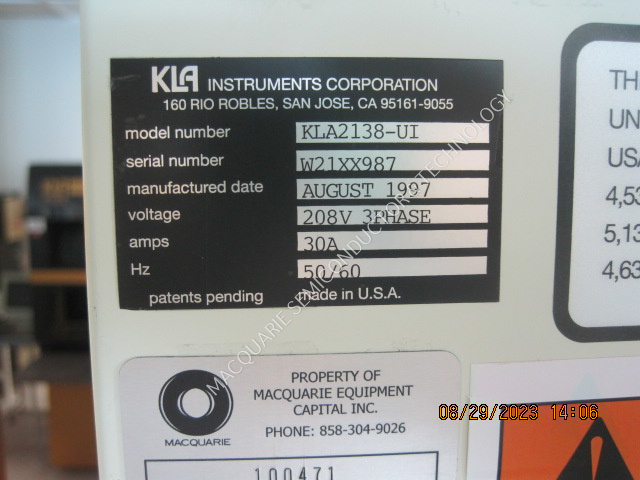 KLA INSTRUMENTS CORPORATION
160 RIO ROBLES, SAN JOSE, CA 95161-9055
model number KLA2138-UI
serial number W21XX987
manufactured date AUGUST 1997
voltage 208V 3PHASE
amps 30A
Hz 50/60
patents pending made in U.S.A.
MACQUARIE SEMICONDUCTOR TECHNOLOGY
UN
USA
4,53
5,13
4,63
MACQUARIE
PROPERTY OF
MACQUARIE EQUIPMENT
CAPITAL INC.
PHONE: 858-304-9026
100471
08/29/2023 14:06